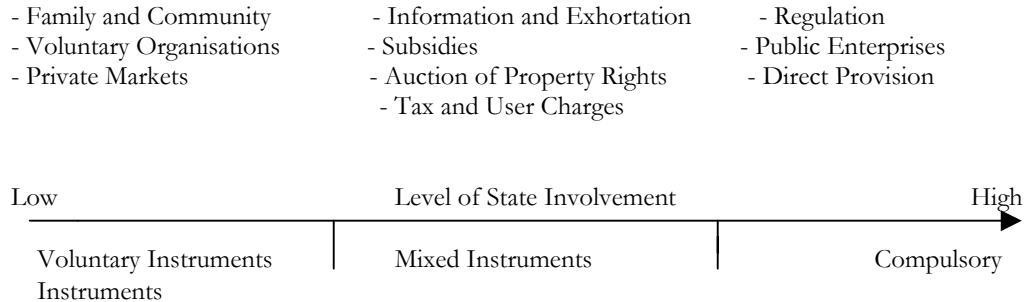 - Family and Community - Information and Exhortation - Regulation
- Voluntary Organisations - Subsidies - Public Enterprises
- Private Markets - Auction of Property Rights - Direct Provision
- Tax and User Charges
Low Level of State Involvement High
Voluntary Instruments Mixed Instruments Compulsory
Instruments